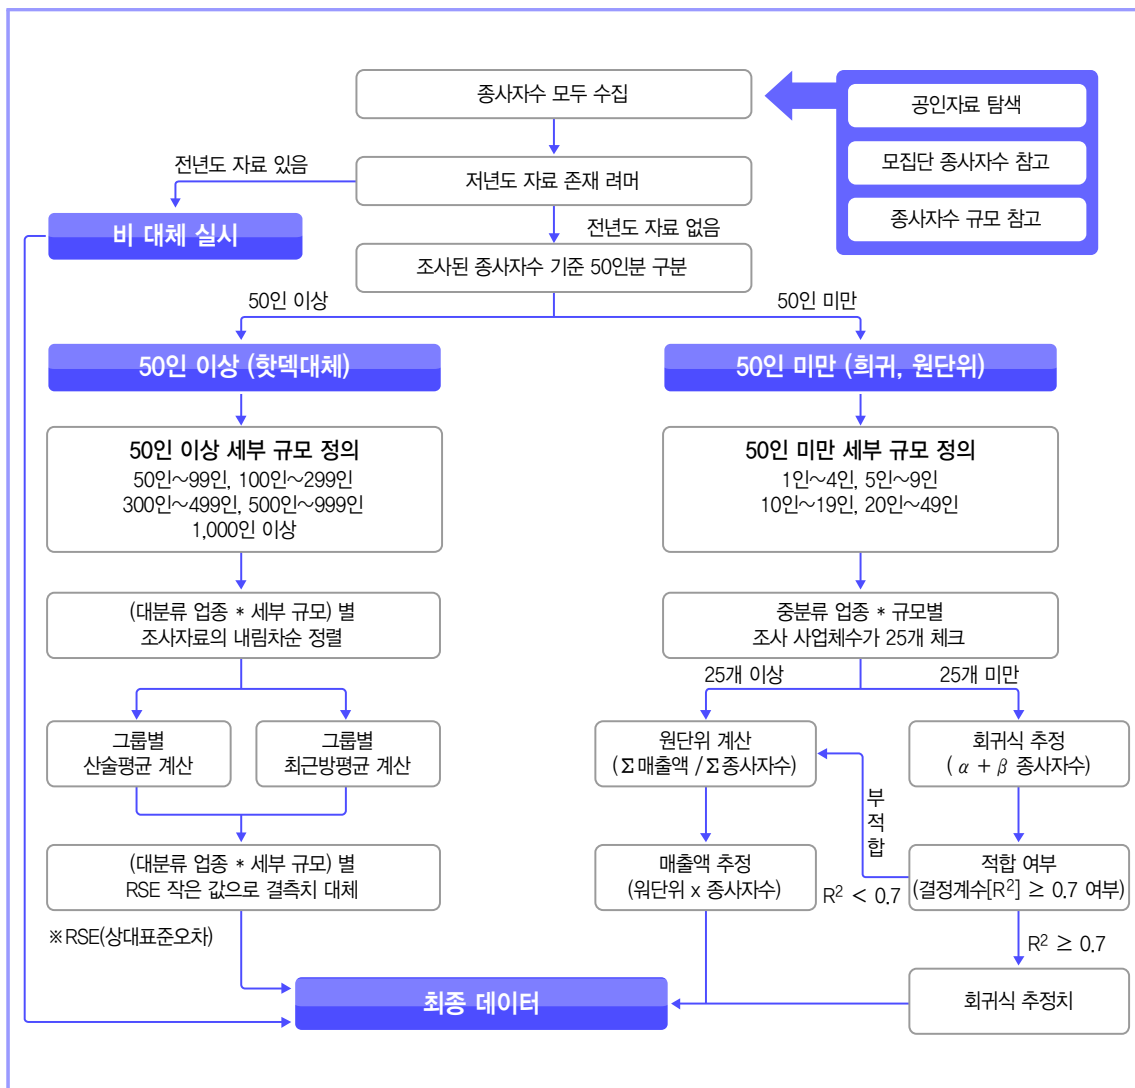 종사자수 모두 수집
공인자료 탐색
모집단 종사자수 참고
종사자수 규모 참고
전년도 자료 있음
저년도 자료 존재 려머
비 대체 실시
전년도 자료 없음
조사된 종사자수 기준 50인분 구분
50인 이상
50인 미만
50인 이상 (핫덱대체)
50인 미만 (희귀, 원단위)
50인 이상 세부 규모 정의
50인~99인, 100인~299인
300인~499인, 500인~999인
1,000인 이상
50인 미만 세부 규모 정의
1인~4인, 5인~9인
10인~19인, 20인~49인
(대분류 업종 * 세부 규모) 별
조사자료의 내림차순 정렬
중분류 업종 * 규모별
조사 사업체수가 25개 체크
25개 이상
25개 미만
그룹별
산술평균 계산
그룹별
최근방평균 계산
원단위 계산
(Σ매출액 /Σ종사자수)
회귀식 추정
( α + β 종사자수)
부적합
(대분류 업종 * 세부 규모) 별
RSE 작은 값으로 결측치 대체
매출액 추정
(워단위 x 종사자수)
R² < 0.7
적합 여부
(결정계수[R²] ≥ 0.7 여부)
※RSE(상대표준오차)
R² ≥ 0.7
최종 데이터
회귀식 추정치